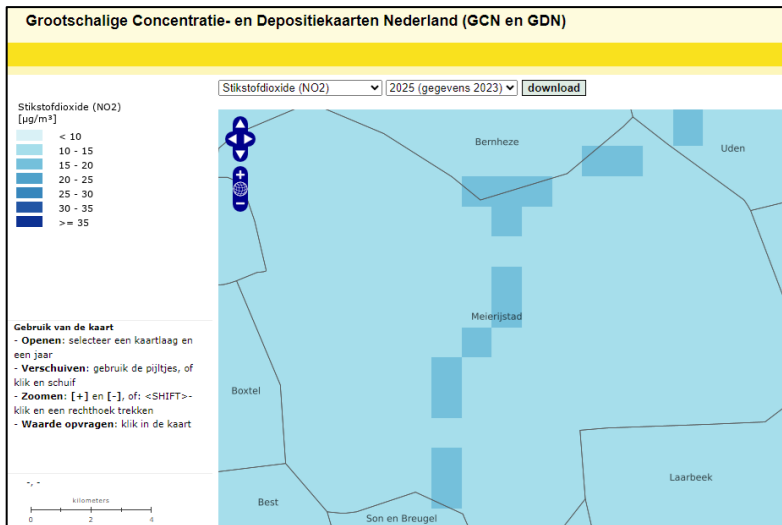 Grootschalige Concentratie- en Depositiekaarten Nederland (GCN en GDN)
Stikstofdioxide (NO2) 2025 (gegevens 2023) download
Stikstofdioxide (NO2)
[µg/m³]
< 10
10 - 15
15 - 20
20 - 25
25 - 30
30 - 35
>= 35
Bernheze
Uden
Meierijstad
Boxtel
Laarbeek
Best
Son en Breugel
Gebruik van de kaart
- Openen: selecteer een kaartlaag en
een jaar
- Verschuiven: gebruik de pijltjes, of
klik en schuif
- Zoomen: [+] en [-], of: <SHIFT>-
klik en een rechthoek trekken
- Waarde opvragen: klik in de kaart
-, -
kilometers
0 2 4